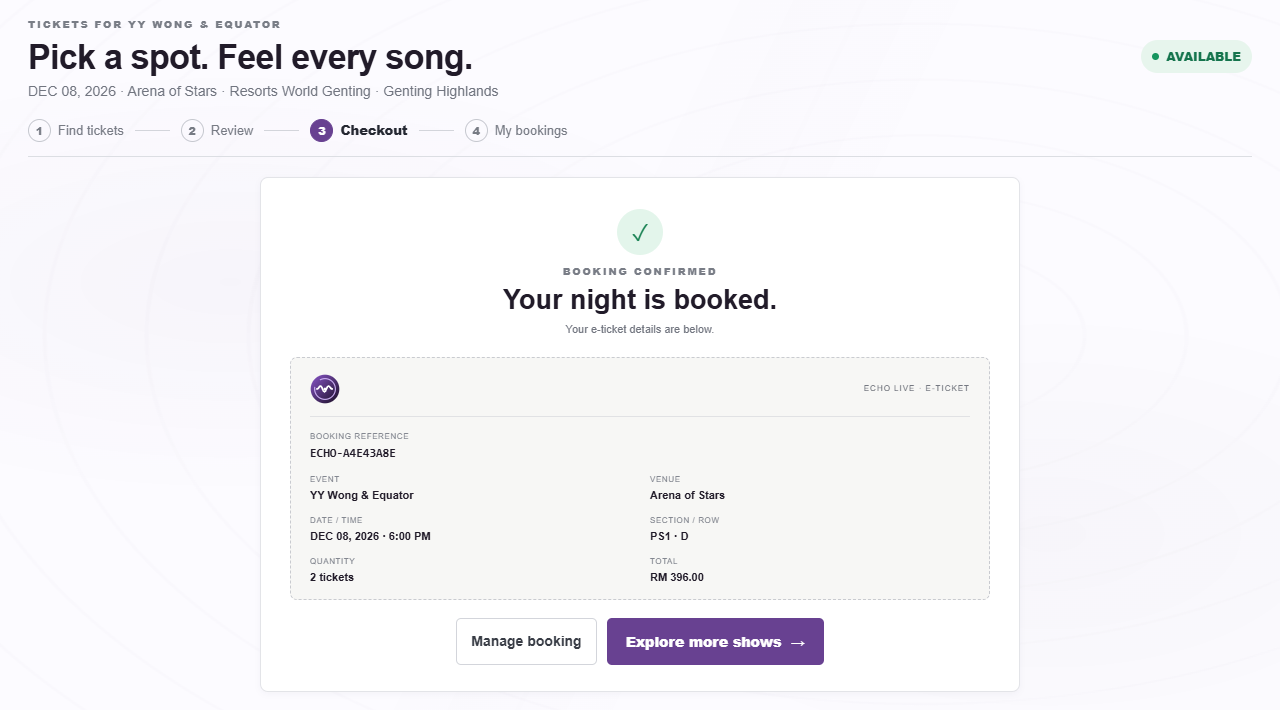 TICKETS FOR YY WONG & EQUATOR
Pick a spot. Feel every song.
AVAILABLE
DEC 08, 2026 · Arena of Stars · Resorts World Genting · Genting Highlands
1 Find tickets 2 Review 3 Checkout 4 My bookings
✓
BOOKING CONFIRMED
Your night is booked.
Your e-ticket details are below.
ECHO LIVE · E-TICKET
BOOKING REFERENCE
ECHO-A4E43A8E
EVENT VENUE
YY Wong & Equator Arena of Stars
DATE / TIME SECTION / ROW
DEC 08, 2026 · 6:00 PM PS1 · D
QUANTITY TOTAL
2 tickets RM 396.00
Manage booking Explore more shows →